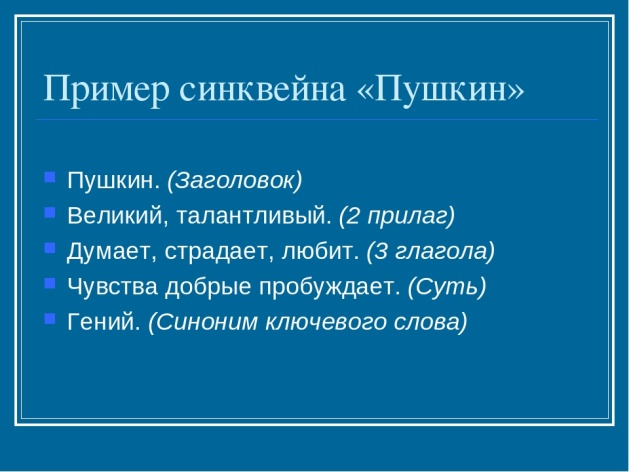 Пример синквейна «Пушкин»
Пушкин. (Заголовок)
Великий, талантливый. (2 прилаг)
Думает, страдает, любит. (3 глагола)
Чувства добрые пробуждает. (Суть)
Гений. (Синоним ключевого слова)